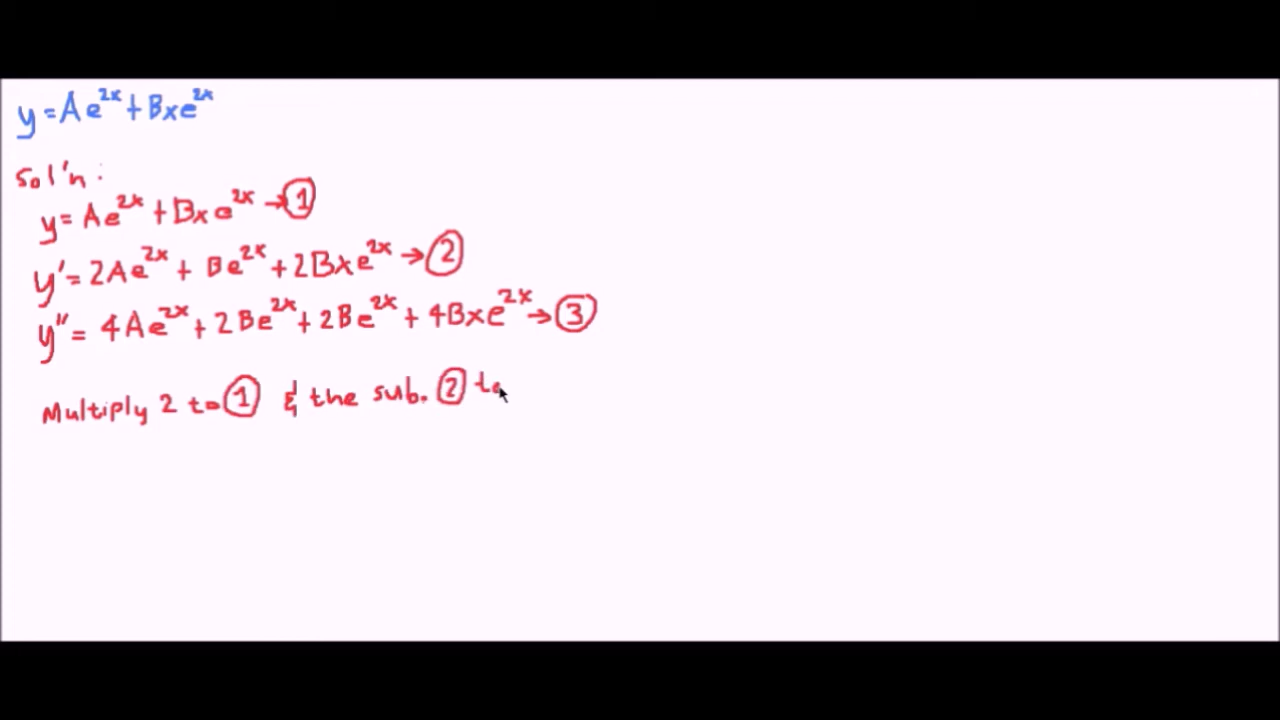 y = Ae^2x + Bxe^2x
Sol'n :
y = Ae^2x + Bxe^2x → ①
y' = 2Ae^2x + Be^2x + 2Bxe^2x → ②
y'' = 4Ae^2x + 2Be^2x + 2Be^2x + 4Bxe^2x → ③
Multiply 2 to ① & the sub. ② to